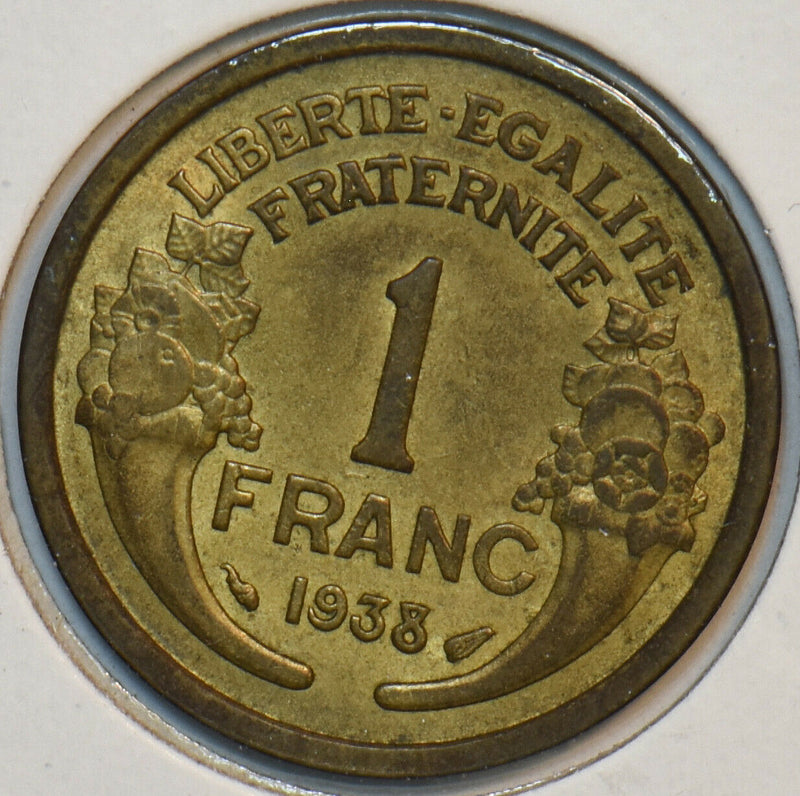 LIBERTE·EGALITE
FRATERNITE
1
FRANC
1938